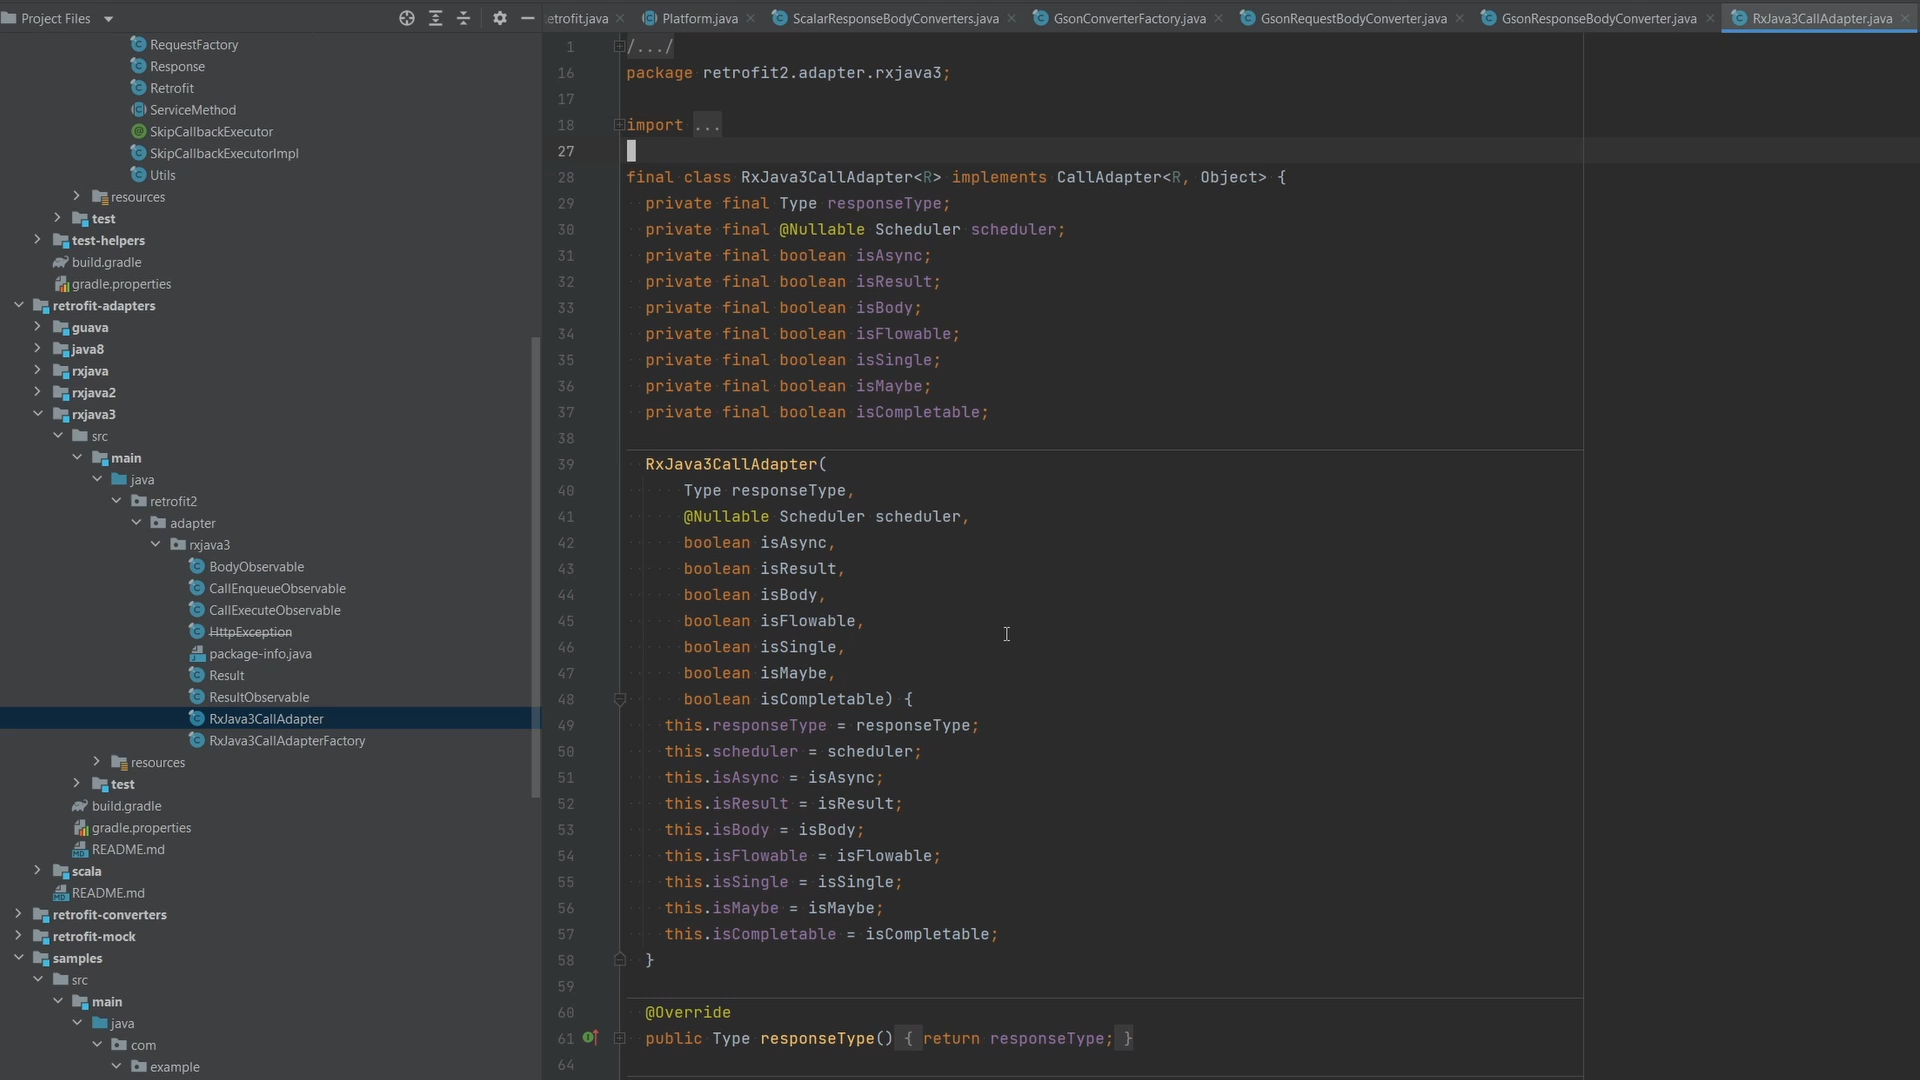 Project Files
RequestFactory
Response
Retrofit
ServiceMethod
SkipCallbackExecutor
SkipCallbackExecutorImpl
Utils
resources
test
test-helpers
build.gradle
gradle.properties
retrofit-adapters
guava
java8
rxjava
rxjava2
rxjava3
src
main
java
retrofit2
adapter
rxjava3
BodyObservable
CallEnqueueObservable
CallExecuteObservable
HttpException
package-info.java
Result
ResultObservable
RxJava3CallAdapter
RxJava3CallAdapterFactory
resources
test
build.gradle
gradle.properties
README.md
scala
README.md
retrofit-converters
retrofit-mock
samples
src
main
java
com
example
etrofit.java Platform.java ScalarResponseBodyConverters.java GsonConverterFactory.java GsonRequestBodyConverter.java GsonResponseBodyConverter.java RxJava3CallAdapter.java
1 /.../
16 package retrofit2.adapter.rxjava3;
17
18 import ...
27
28 final class RxJava3CallAdapter<R> implements CallAdapter<R, Object> {
29 private final Type responseType;
30 private final @Nullable Scheduler scheduler;
31 private final boolean isAsync;
32 private final boolean isResult;
33 private final boolean isBody;
34 private final boolean isFlowable;
35 private final boolean isSingle;
36 private final boolean isMaybe;
37 private final boolean isCompletable;
38
39 RxJava3CallAdapter(
40 Type responseType,
41 @Nullable Scheduler scheduler,
42 boolean isAsync,
43 boolean isResult,
44 boolean isBody,
45 boolean isFlowable,
46 boolean isSingle,
47 boolean isMaybe,
48 boolean isCompletable) {
49 this.responseType = responseType;
50 this.scheduler = scheduler;
51 this.isAsync = isAsync;
52 this.isResult = isResult;
53 this.isBody = isBody;
54 this.isFlowable = isFlowable;
55 this.isSingle = isSingle;
56 this.isMaybe = isMaybe;
57 this.isCompletable = isCompletable;
58 }
59
60 @Override
61 public Type responseType() { return responseType; }
64